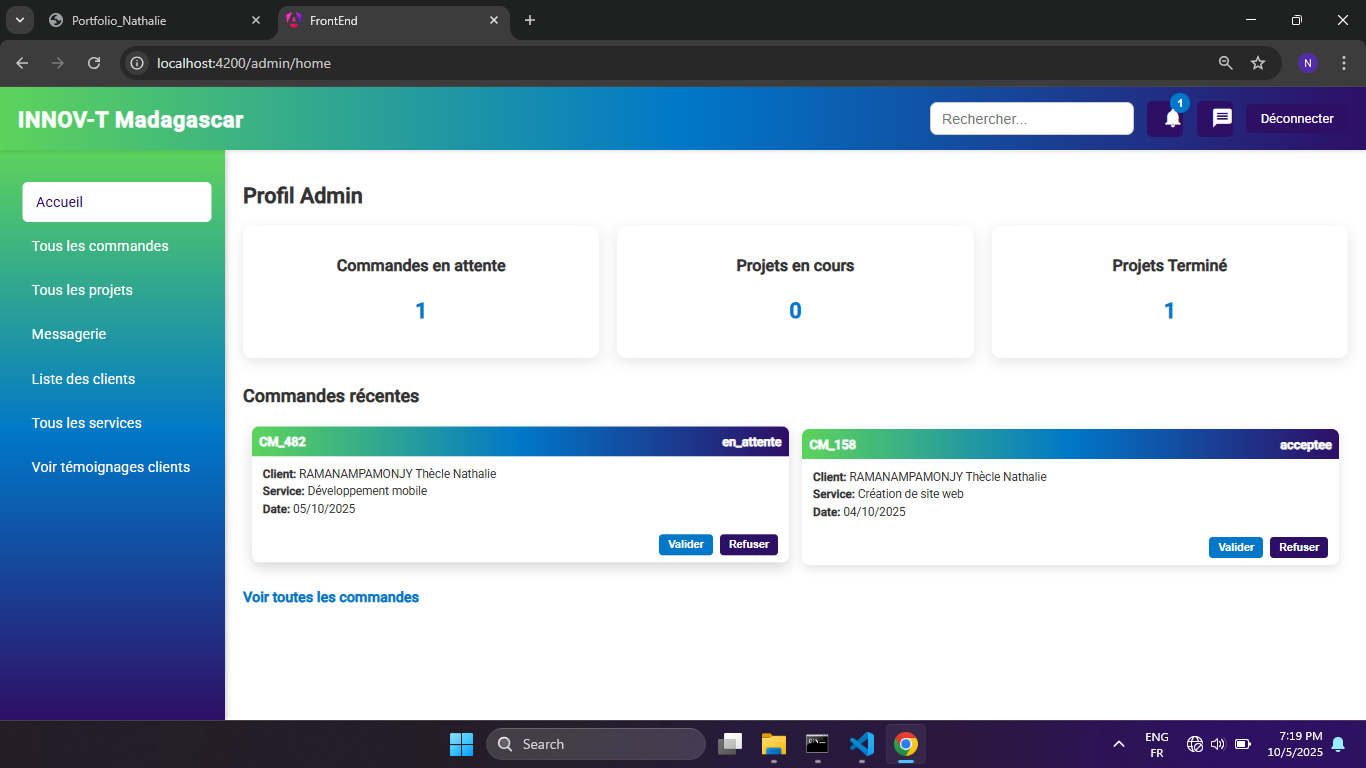 Portfolio_Nathalie
FrontEnd
localhost:4200/admin/home
N
INNOV-T Madagascar
Rechercher...
1
Déconnecter
Accueil
Tous les commandes
Tous les projets
Messagerie
Liste des clients
Tous les services
Voir témoignages clients
Profil Admin
Commandes en attente
1
Projets en cours
0
Projets Terminé
1
Commandes récentes
CM_482 en_attente
Client: RAMANAMPAMONJY Thècle Nathalie
Service: Développement mobile
Date: 05/10/2025
Valider Refuser
CM_158 acceptee
Client: RAMANAMPAMONJY Thècle Nathalie
Service: Création de site web
Date: 04/10/2025
Valider Refuser
Voir toutes les commandes
Search
ENG
FR
7:19 PM
10/5/2025